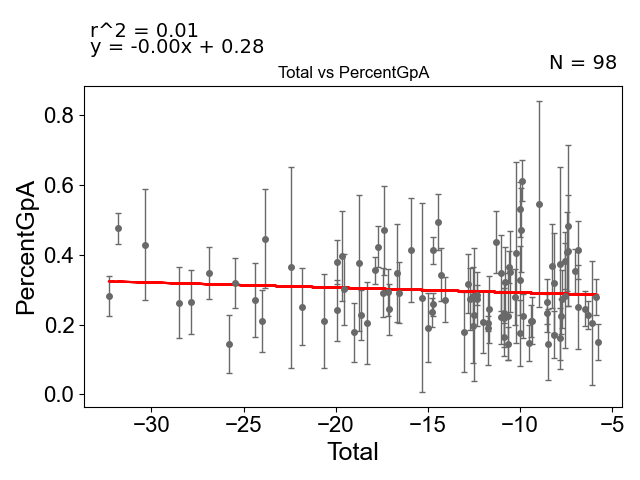 r^2 = 0.01
y = -0.00x + 0.28
N = 98
Total vs PercentGpA
PercentGpA
0.8
0.6
0.4
0.2
0.0
−30
−25
−20
−15
−10
−5
Total